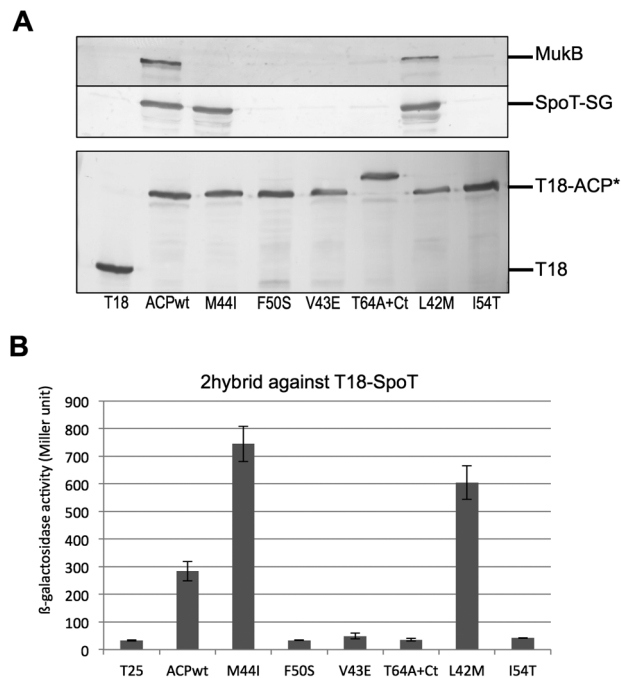 A
MukB
SpoT-SG
T18-ACP*
T18
T18 ACPwt M44I F50S V43E T64A+Ct L42M I54T
B
2hybrid against T18-SpoT
ß-galactosidase activity (Miller unit)
900
800
700
600
500
400
300
200
100
0
T25 ACPwt M44I F50S V43E T64A+Ct L42M I54T